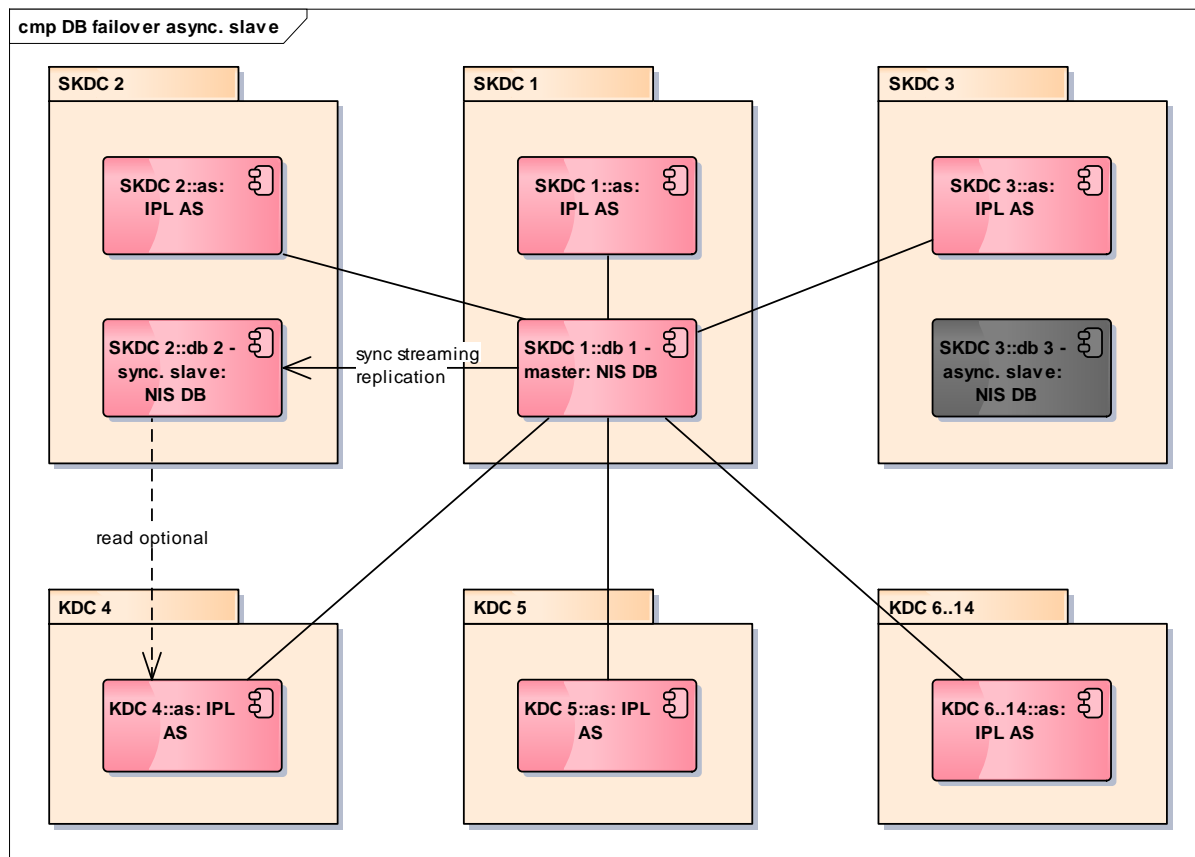 cmp DB failover async. slave
SKDC 2
SKDC 1
SKDC 3
SKDC 2::as:
IPL AS
SKDC 1::as:
IPL AS
SKDC 3::as:
IPL AS
SKDC 2::db 2 -
sync. slave:
NIS DB
sync streaming
replication
SKDC 1::db 1 -
master: NIS DB
SKDC 3::db 3 -
async. slave:
NIS DB
read optional
KDC 4
KDC 5
KDC 6..14
KDC 4::as: IPL
AS
KDC 5::as: IPL
AS
KDC 6..14::as:
IPL AS